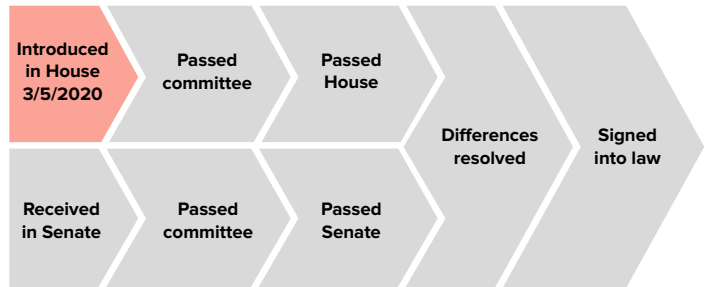 Introduced
in House
3/5/2020
Passed
committee
Passed
House
Differences
resolved
Signed
into law
Received
in Senate
Passed
committee
Passed
Senate